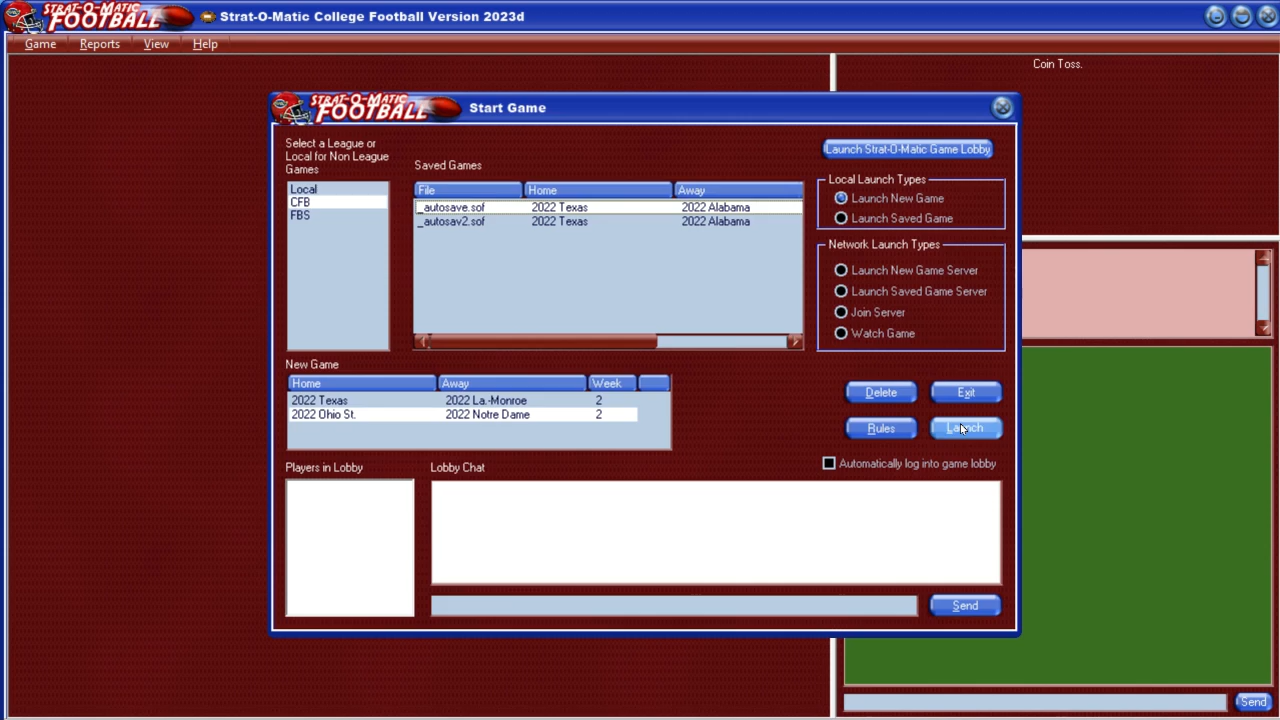 STRAT-O-MATIC FOOTBALL
Strat-O-Matic College Football Version 2023d
Game Reports View Help
Coin Toss.
STRAT-O-MATIC FOOTBALL
Start Game
Select a League or
Local for Non League
Games
Saved Games
Launch Strat-O-Matic Game Lobby
Local
CFB
FBS
File Home Away
_autosave.sof 2022 Texas 2022 Alabama
_autosav2.sof 2022 Texas 2022 Alabama
Local Launch Types
Launch New Game
Launch Saved Game
Network Launch Types
Launch New Game Server
Launch Saved Game Server
Join Server
Watch Game
New Game
Home Away Week
2022 Texas 2022 La.-Monroe 2
2022 Ohio St. 2022 Notre Dame 2
Delete Exit
Rules Launch
Automatically log into game lobby
Players in Lobby
Lobby Chat
Send
Send